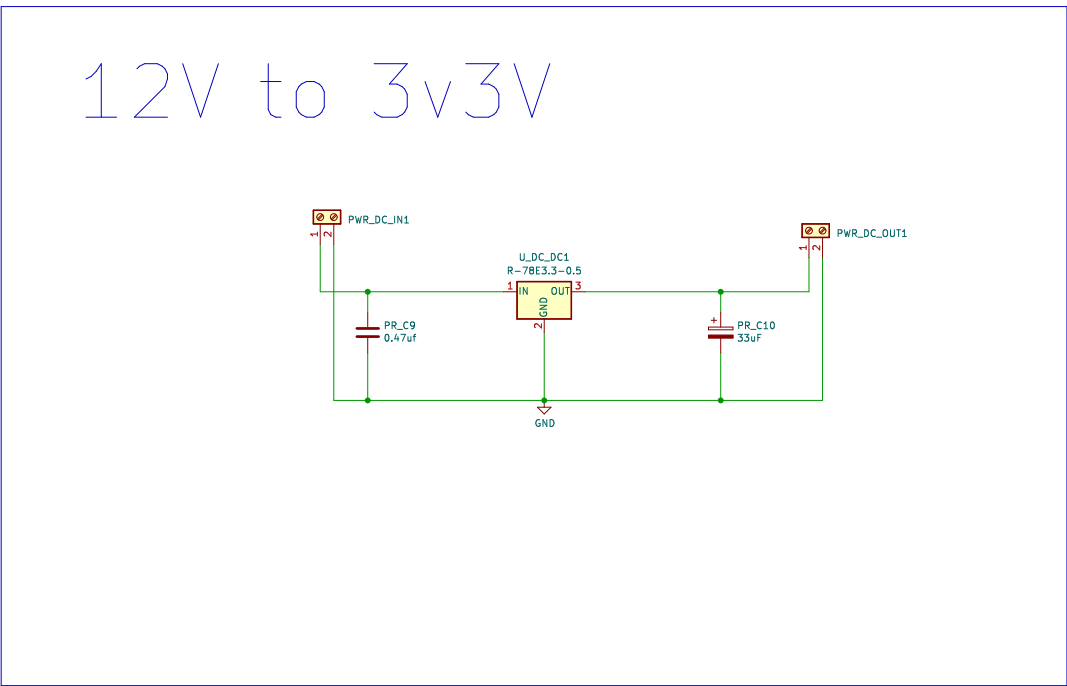 12V to 3v3V
PWR_DC_IN1
1
2
PWR_DC_OUT1
1
2
U_DC_DC1
R-78E3.3-0.5
1
IN
OUT
3
GND
2
PR_C9
0.47uf
+
PR_C10
33uF
GND